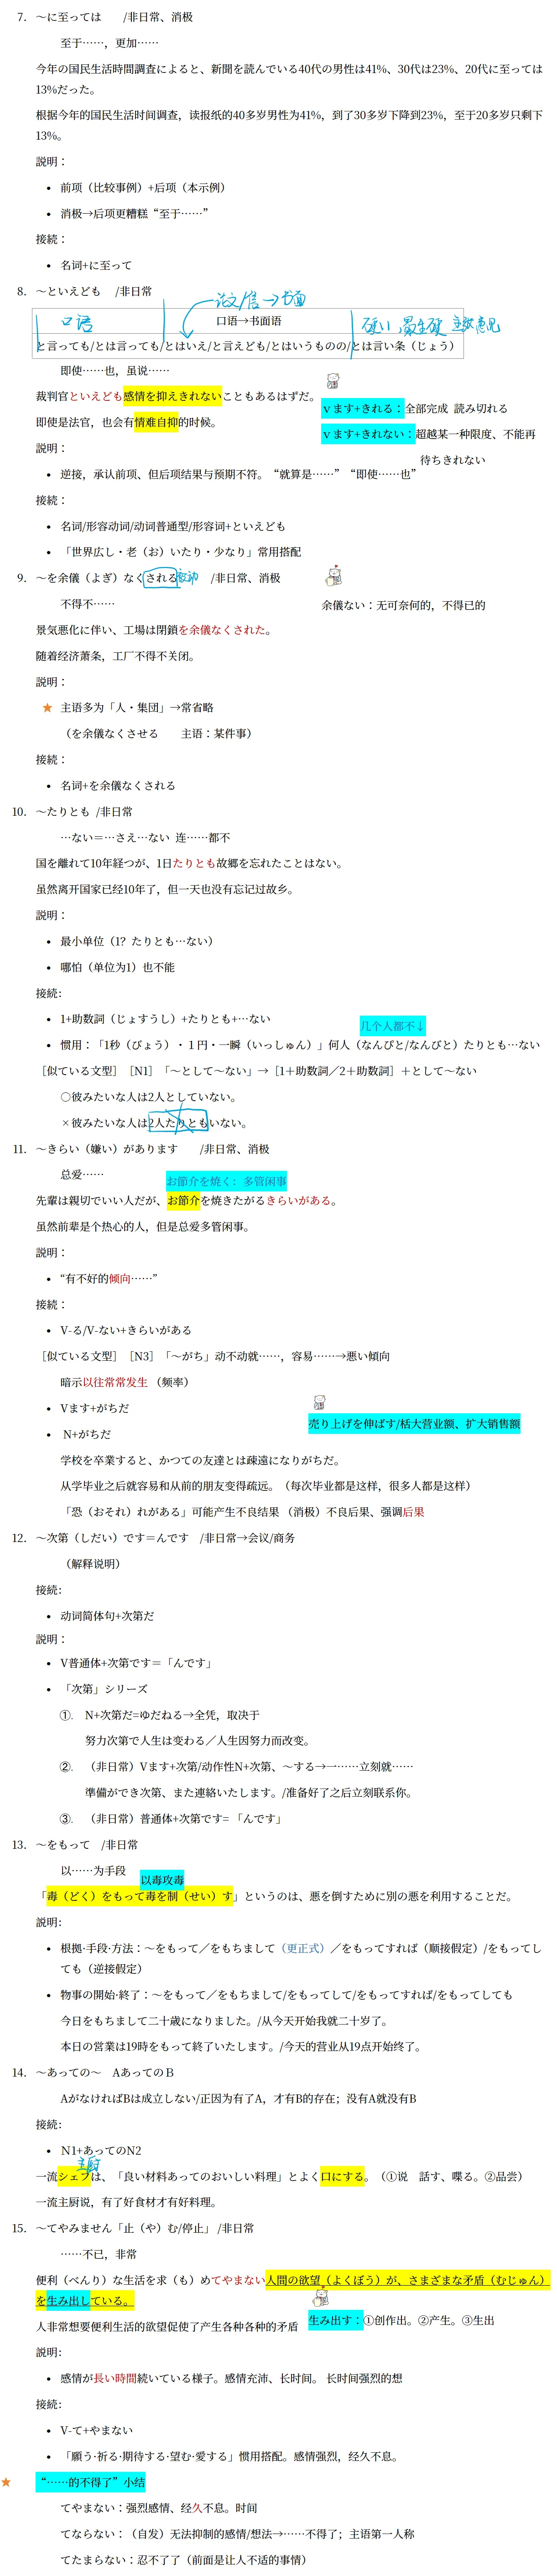 7. ～に至っては /非日常、消极
至于……，更加……
今年の国民生活時間調査によると、新聞を読んでいる40代の男性は41%、30代は23%、20代に至っては
13%だった。
根据今年的国民生活时间调查，读报纸的40多岁男性为41%，到了30多岁下降到23%，至于20多岁只剩下
13%。
説明：
• 前项（比较事例）+后项（本示例）
• 消极→后项更糟糕“至于……”
接続：
• 名词+に至って
8. ～といえども /非日常
论文/信→书面
口语
口语→书面语
硬い，最生硬 主张意见
と言っても/とは言っても/とはいえ/と言えども/とはいうものの/とは言い条（じょう）
即使……也，虽说……
裁判官といえども感情を抑えきれないこともあるはずだ。
vます+きれる：全部完成 読み切れる
即使是法官，也会有情难自抑的时候。
vます+きれない：超越某一种限度、不能再
説明：
待ちきれない
• 逆接，承认前项、但后项结果与预期不符。“就算是……”“即使……也”
接続：
• 名词/形容动词/动词普通型/形容词+といえども
• 「世界広し・老（お）いたり・少なり」常用搭配
9. ～を余儀（よぎ）なくされる被动 /非日常、消极
不得不……
余儀ない：无可奈何的，不得已的
景気悪化に伴い、工場は閉鎖を余儀なくされた。
随着经济萧条，工厂不得不关闭。
説明：
★ 主语多为「人・集団」→常省略
（を余儀なくさせる 主语：某件事）
接続：
• 名词+を余儀なくされる
10. ～たりとも /非日常
…ない＝…さえ…ない 连……都不
国を離れて10年経つが、1日たりとも故郷を忘れたことはない。
虽然离开国家已经10年了，但一天也没有忘记过故乡。
説明：
• 最小单位（1？たりとも…ない）
• 哪怕（单位为1）也不能
接続：
• 1+助数詞（じょすうし）+たりとも+…ない
几个人都不↓
• 惯用：「1秒（びょう）・１円・一瞬（いっしゅん）」何人（なんぴと/なんびと）たりとも…ない
［似ている文型］［N1］「～として～ない」→［1＋助数詞／2＋助数詞］＋として～ない
○彼みたいな人は2人としていない。
×彼みたいな人は2人たりともいない。
11. ～きらい（嫌い）があります /非日常、消极
总爱……
お節介を焼く：多管闲事
先輩は親切でいい人だが、お節介を焼きたがるきらいがある。
虽然前辈是个热心的人，但是总爱多管闲事。
説明：
• “有不好的倾向……”
接続：
• V-る/V-ない+きらいがある
［似ている文型］［N3］「～がち」动不动就……，容易……→悪い傾向
暗示以往常常发生（频率）
• Vます+がちだ
売り上げを伸ばす/括大营业额、扩大销售额
• N+がちだ
学校を卒業すると、かつての友達とは疎遠になりがちだ。
从学毕业之后就容易和从前的朋友变得疏远。（每次毕业都是这样，很多人都是这样）
「恐（おそれ）れがある」可能产生不良结果 （消极）不良后果、强调后果
12. ～次第（しだい）です＝んです /非日常→会议/商务
（解释说明）
接続：
• 动词简体句+次第だ
説明：
• V普通体+次第です＝「んです」
• 「次第」シリーズ
①. N+次第だ=ゆだねる→全凭，取决于
努力次第で人生は変わる／人生因努力而改变。
②. （非日常）Vます+次第/动作性N+次第、～する→一……立刻就……
準備ができ次第、また連絡いたします。/准备好了之后立刻联系你。
③. （非日常）普通体+次第です=「んです」
13. ～をもって /非日常
以……为手段
以毒攻毒
「毒（どく）をもって毒を制（せい）す」というのは、悪を倒すために別の悪を利用することだ。
説明：
• 根拠·手段·方法：～をもって／をもちまして（更正式）／をもってすれば（顺接假定）/をもってし
ても（逆接假定）
• 物事の開始·終了：～をもって／をもちまして/をもってして/をもってすれば/をもってしても
今日をもちまして二十歳になりました。/从今天开始我就二十岁了。
本日の営業は19時をもって終了いたします。/今天的营业从19点开始终了。
14. ～あっての～ AあってのＢ
AがなければBは成立しない/正因为有了A，才有B的存在；没有A就没有B
接続：
• N1+あってのN2
主厨
一流シェフは、「良い材料あってのおいしい料理」とよく口にする。（①说 話す、喋る。②品尝）
一流主厨说，有了好食材才有好料理。
15. ～てやみません「止（や）む/停止」 /非日常
……不已，非常
便利（べんり）な生活を求（も）めてやまない人間の欲望（よくぼう）が、さまざまな矛盾（むじゅん）
を生み出している。
生み出す：①创作出。②产生。③生出
人非常想要便利生活的欲望促使了产生各种各种的矛盾
説明：
• 感情が長い時間続いている様子。感情充沛、长时间。 长时间强烈的想
接続：
• V-て+やまない
• 「願う·祈る·期待する·望む·愛する」惯用搭配。感情强烈，经久不息。
★ “……的不得了”小结
てやまない：强烈感情、经久不息。时间
てならない：（自发）无法抑制的感情/想法→……不得了；主语第一人称
てたまらない：忍不了了（前面是让人不适的事情）